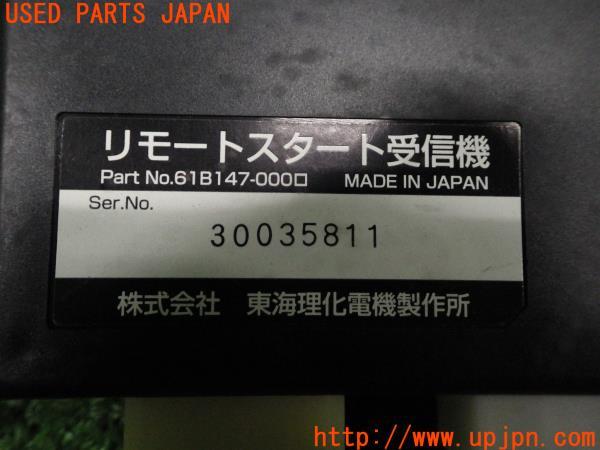 USED PARTS JAPAN
リモートスタート受信機
Part No.61B147-000□ MADE IN JAPAN
Ser.No.
30035811
株式会社 東海理化電機製作所
http://www.upjpn.com/